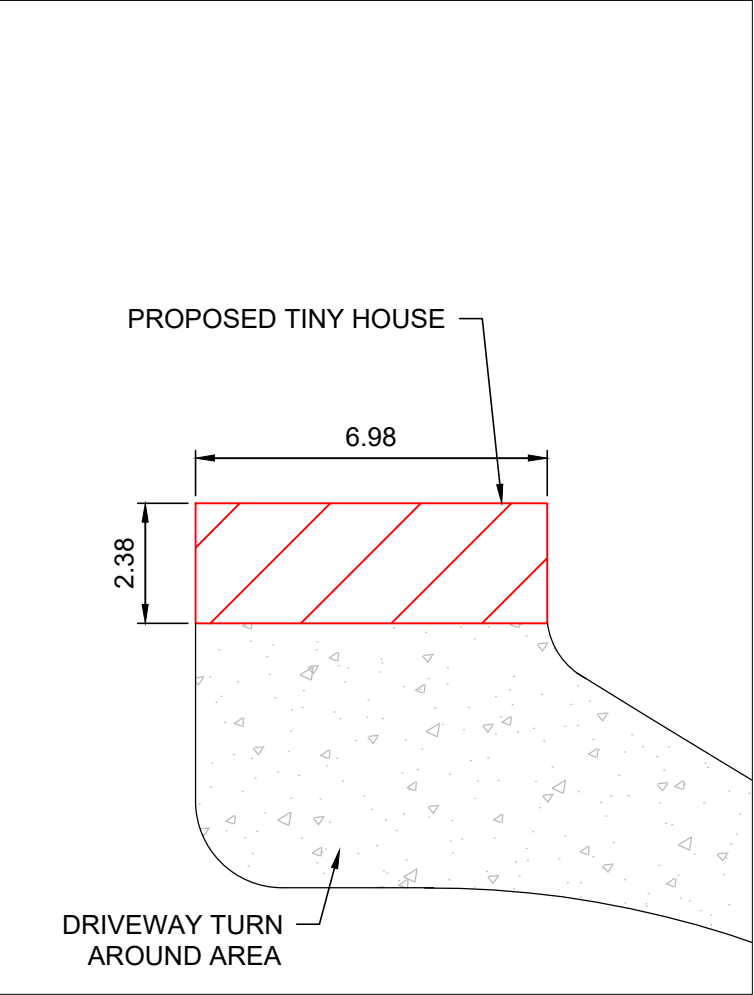 PROPOSED TINY HOUSE
6.98
2.38
DRIVEWAY TURN
AROUND AREA